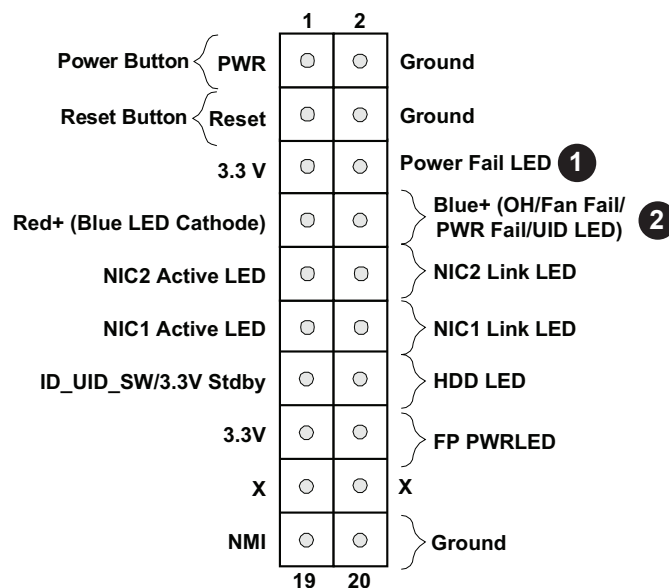 1 2
Power Button PWR Ground
Reset Button Reset Ground
3.3 V Power Fail LED 1
Red+ (Blue LED Cathode) Blue+ (OH/Fan Fail/
PWR Fail/UID LED) 2
NIC2 Active LED NIC2 Link LED
NIC1 Active LED NIC1 Link LED
ID_UID_SW/3.3V Stdby HDD LED
3.3V FP PWRLED
X X
NMI Ground
19 20